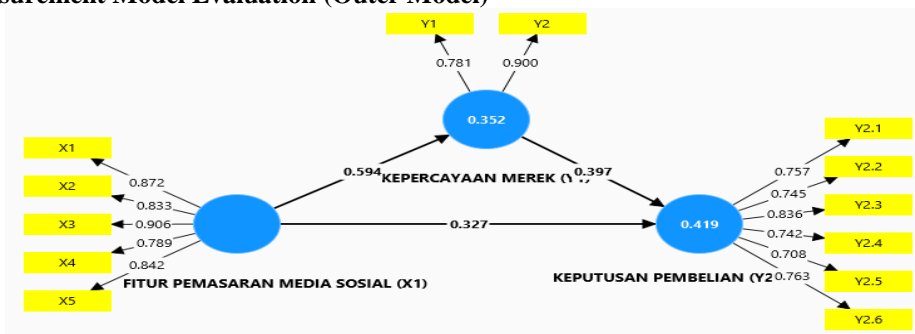 surement Model Evaluation (Outer Model)
Y1 Y2
0.781 0.900
0.352
X1
X2
X3
X4
X5
0.872
0.833
0.906
0.789
0.842
0.594
0.397
KEPERCAYAAN MEREK
0.327
FITUR PEMASARAN MEDIA SOSIAL (X1)
0.419
KEPUTUSAN PEMBELIAN (Y2
0.757
0.745
0.836
0.742
0.708
0.763
Y2.1
Y2.2
Y2.3
Y2.4
Y2.5
Y2.6